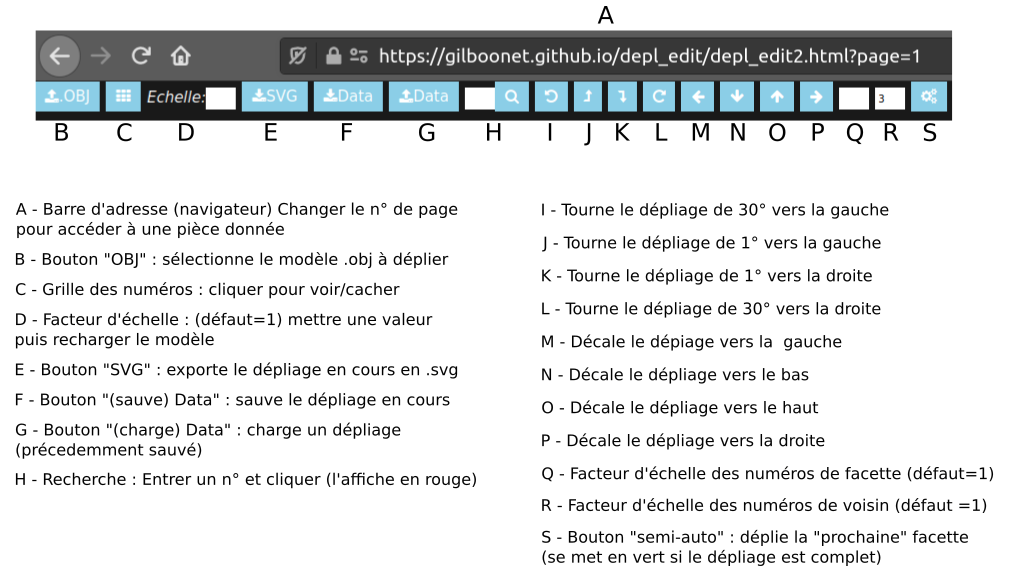 A
https://gilboonet.github.io/depl_edit/depl_edit2.html?page=1
.OBJ Echelle: SVG Data Data 3
B C D E F G H I J K L M N O P Q R S
A - Barre d'adresse (navigateur) Changer le n° de page
pour accéder à une pièce donnée
B - Bouton "OBJ" : sélectionne le modèle .obj à déplier
C - Grille des numéros : cliquer pour voir/cacher
D - Facteur d'échelle : (défaut=1) mettre une valeur
puis recharger le modèle
E - Bouton "SVG" : exporte le dépliage en cours en .svg
F - Bouton "(sauve) Data" : sauve le dépliage en cours
G - Bouton "(charge) Data" : charge un dépliage
(précedemment sauvé)
H - Recherche : Entrer un n° et cliquer (l'affiche en rouge)
I - Tourne le dépliage de 30° vers la gauche
J - Tourne le dépliage de 1° vers la gauche
K - Tourne le dépliage de 1° vers la droite
L - Tourne le dépliage de 30° vers la droite
M - Décale le dépiage vers la  gauche
N - Décale le dépliage vers le bas
O - Décale le dépliage vers le haut
P - Décale le dépliage vers la droite
Q - Facteur d'échelle des numéros de facette (défaut=1)
R - Facteur d'échelle des numéros de voisin (défaut =1)
S - Bouton "semi-auto" : déplie la "prochaine" facette
(se met en vert si le dépliage est complet)